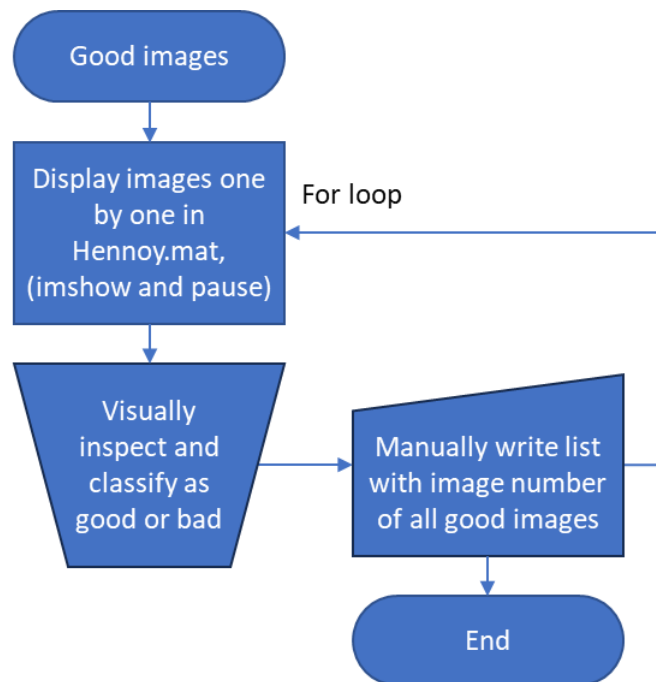 Good images
Display images one
by one in
Hennoy.mat,
(imshow and pause)
For loop
Visually
inspect and
classify as
good or bad
Manually write list
with image number
of all good images
End